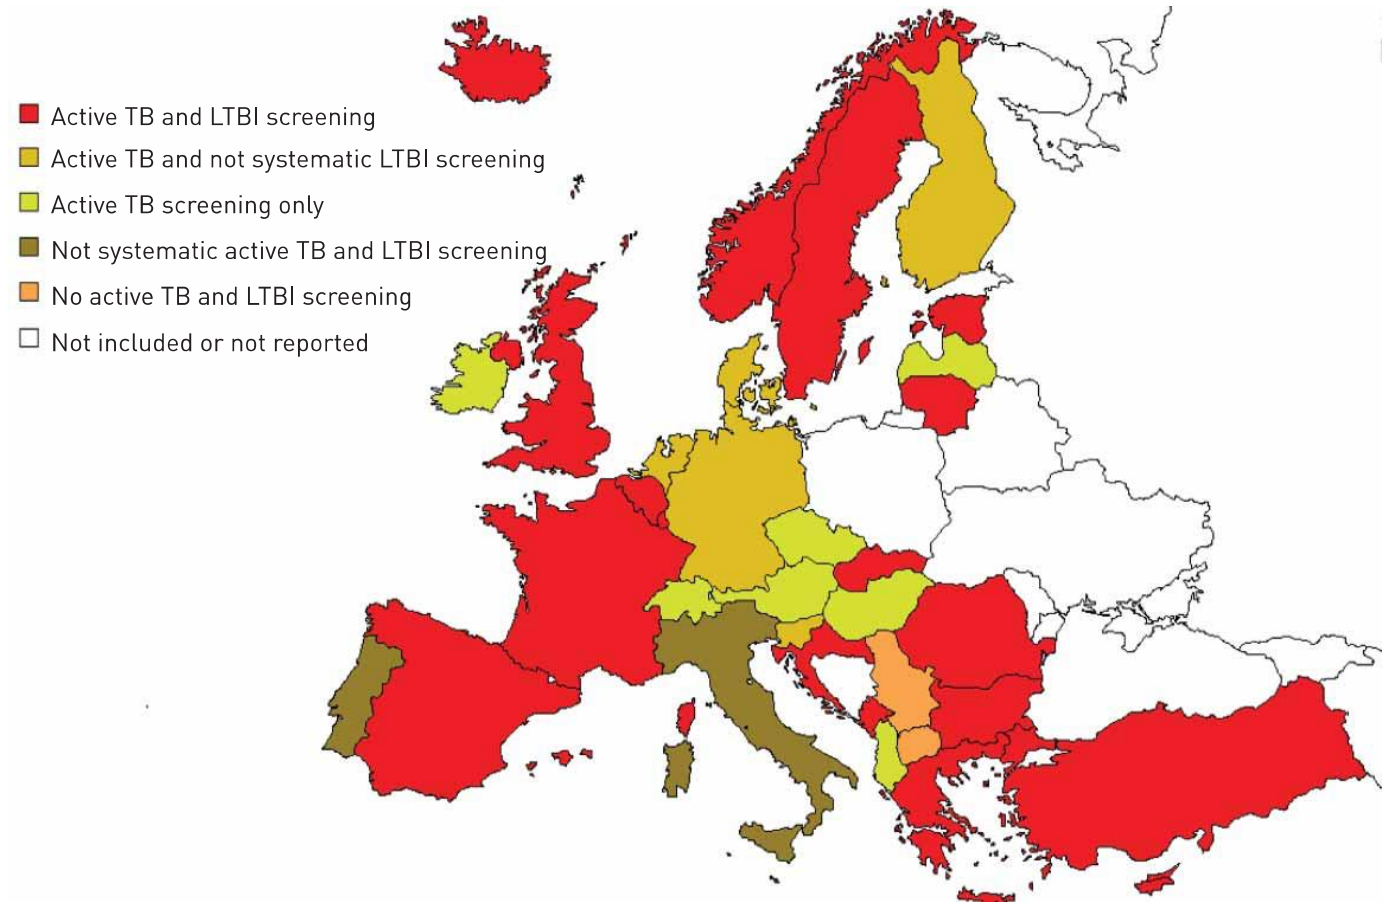 Active TB and LTBI screening
Active TB and not systematic LTBI screening
Active TB screening only
Not systematic active TB and LTBI screening
No active TB and LTBI screening
Not included or not reported